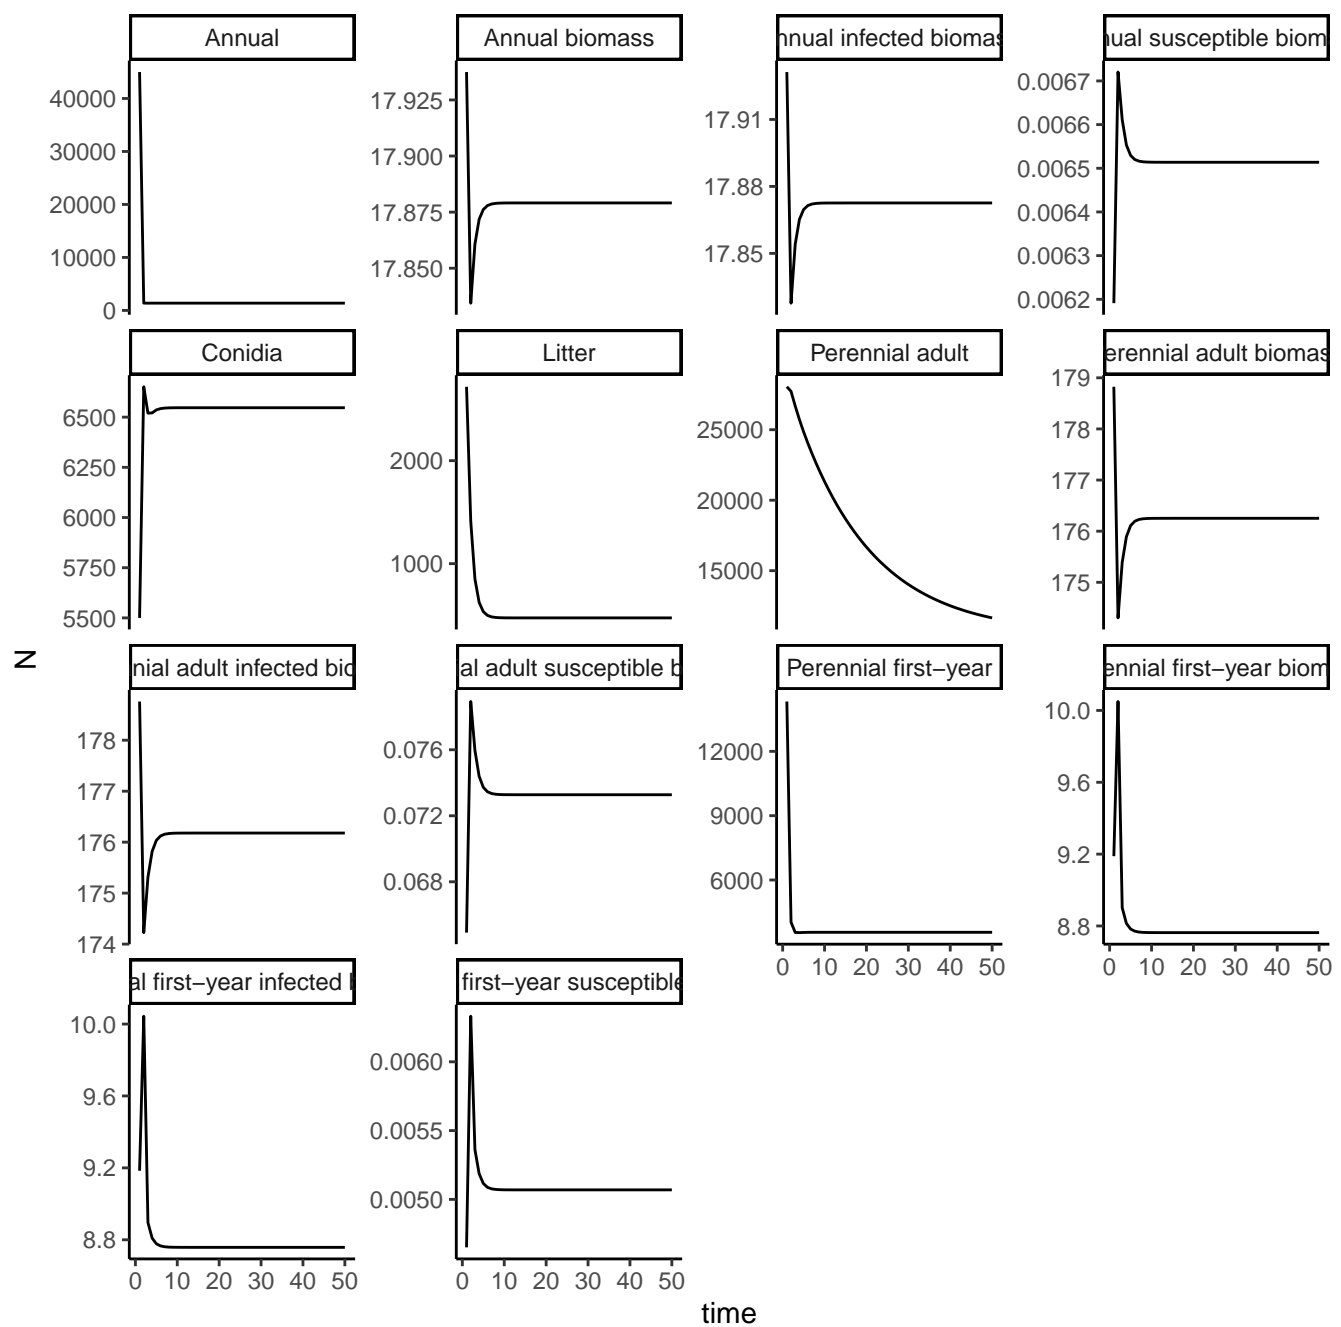 Annual
Annual biomass
nnual infected biomas
nual susceptible biom
40000
30000
20000
10000
0
17.925
17.900
17.875
17.850
17.91
17.88
17.85
0.0067
0.0066
0.0065
0.0064
0.0063
0.0062
Conidia
Litter
Perennial adult
erennial adult biomas
6500
6250
6000
5750
5500
2000
1000
25000
20000
15000
179
178
177
176
175
N
nial adult infected bio
al adult susceptible b
Perennial first−year
ennial first−year biom
178
177
176
175
174
0.076
0.072
0.068
12000
9000
6000
0 10 20 30 40 50
10.0
9.6
9.2
8.8
0 10 20 30 40 50
al first−year infected b
first−year susceptible
10.0
9.6
9.2
8.8
0 10 20 30 40 50
0.0060
0.0055
0.0050
0 10 20 30 40 50
time